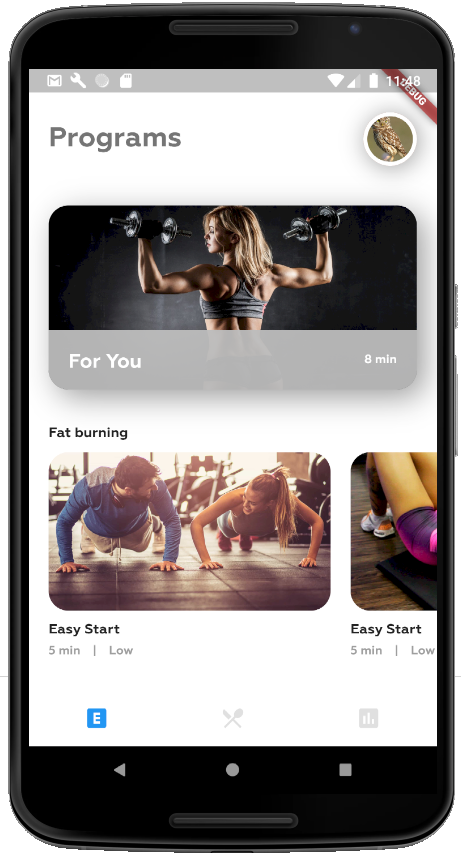 11:48
DEBUG
Programs
For You
8 min
Fat burning
Easy Start
5 min | Low
Easy Start
5 min | Low
E